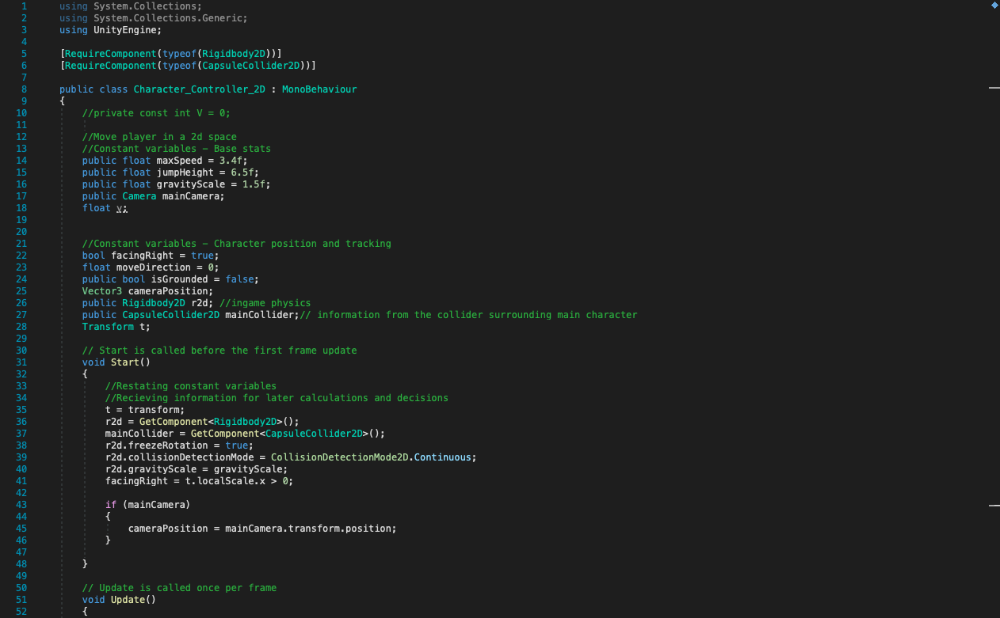 1 using System.Collections;
2 using System.Collections.Generic;
3 using UnityEngine;
4
5 [RequireComponent(typeof(Rigidbody2D))]
6 [RequireComponent(typeof(CapsuleCollider2D))]
7
8 public class Character_Controller_2D : MonoBehaviour
9 {
10 //private const int V = 0;
11
12 //Move player in a 2d space
13 //Constant variables – Base stats
14 public float maxSpeed = 3.4f;
15 public float jumpHeight = 6.5f;
16 public float gravityScale = 1.5f;
17 public Camera mainCamera;
18 float v;
19
20
21 //Constant variables – Character position and tracking
22 bool facingRight = true;
23 float moveDirection = 0;
24 public bool isGrounded = false;
25 Vector3 cameraPosition;
26 public Rigidbody2D r2d; //ingame physics
27 public CapsuleCollider2D mainCollider;// information from the collider surrounding main character
28 Transform t;
29
30 // Start is called before the first frame update
31 void Start()
32 {
33 //Restating constant variables
34 //Recieving information for later calculations and decisions
35 t = transform;
36 r2d = GetComponent<Rigidbody2D>();
37 mainCollider = GetComponent<CapsuleCollider2D>();
38 r2d.freezeRotation = true;
39 r2d.collisionDetectionMode = CollisionDetectionMode2D.Continuous;
40 r2d.gravityScale = gravityScale;
41 facingRight = t.localScale.x > 0;
42
43 if (mainCamera)
44 {
45 cameraPosition = mainCamera.transform.position;
46 }
47
48 }
49
50 // Update is called once per frame
51 void Update()
52 {